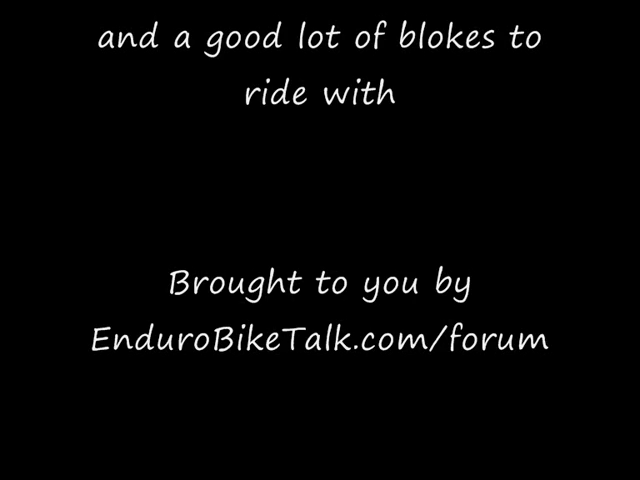 and a good lot of blokes to
ride with
Brought to you by
EnduroBikeTalk.com/forum